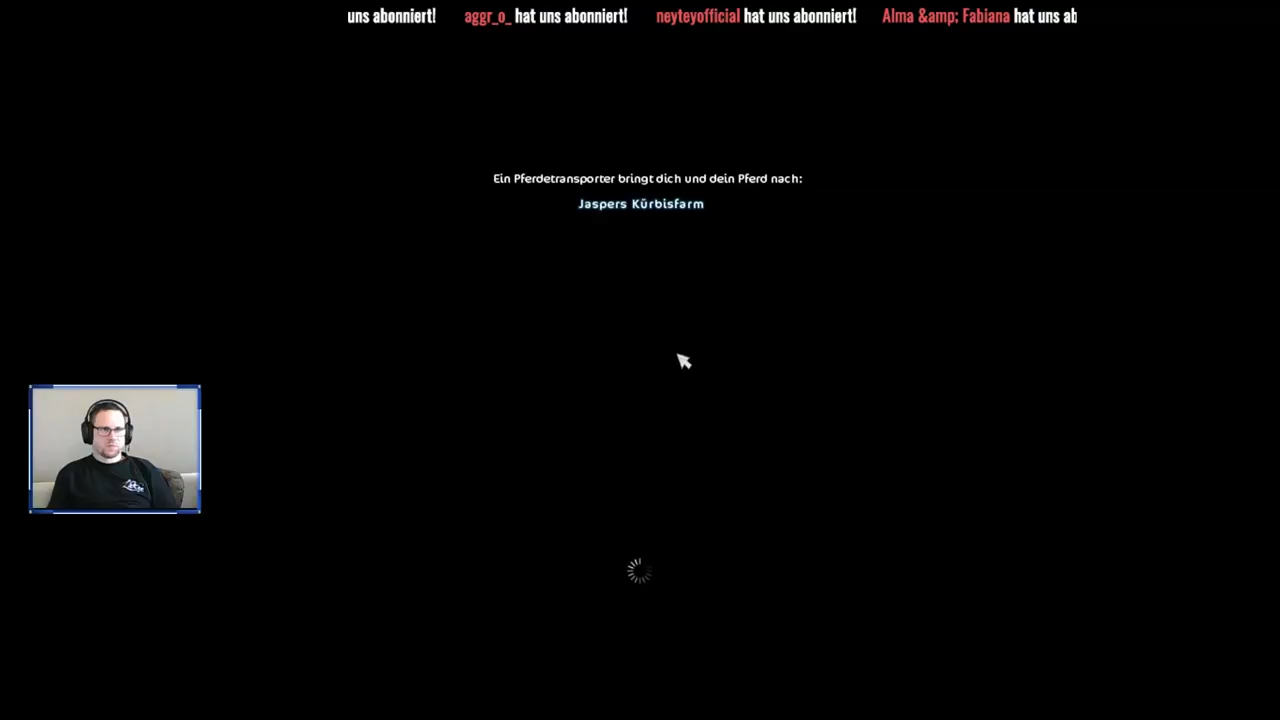 uns abonniert! aggr_o_ hat uns abonniert! neyteyofficial hat uns abonniert! Alma &amp; Fabiana hat uns ab
Ein Pferdetransporter bringt dich und dein Pferd nach:
Jaspers Kürbisfarm